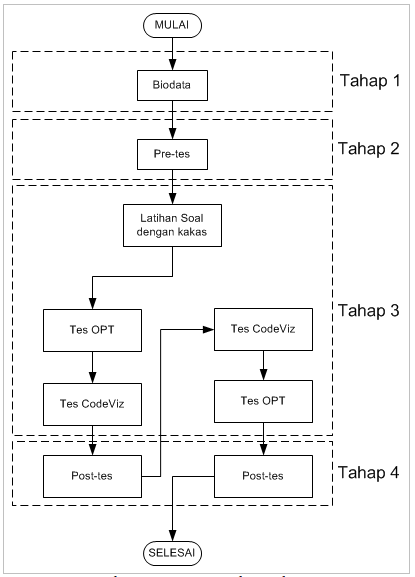 MULAI
Biodata
Tahap 1
Pre-tes
Tahap 2
Latihan Soal
dengan kakas
Tahap 3
Tes OPT
Tes CodeViz
Tes CodeViz
Tes OPT
Post-tes
Post-tes
Tahap 4
SELESAI